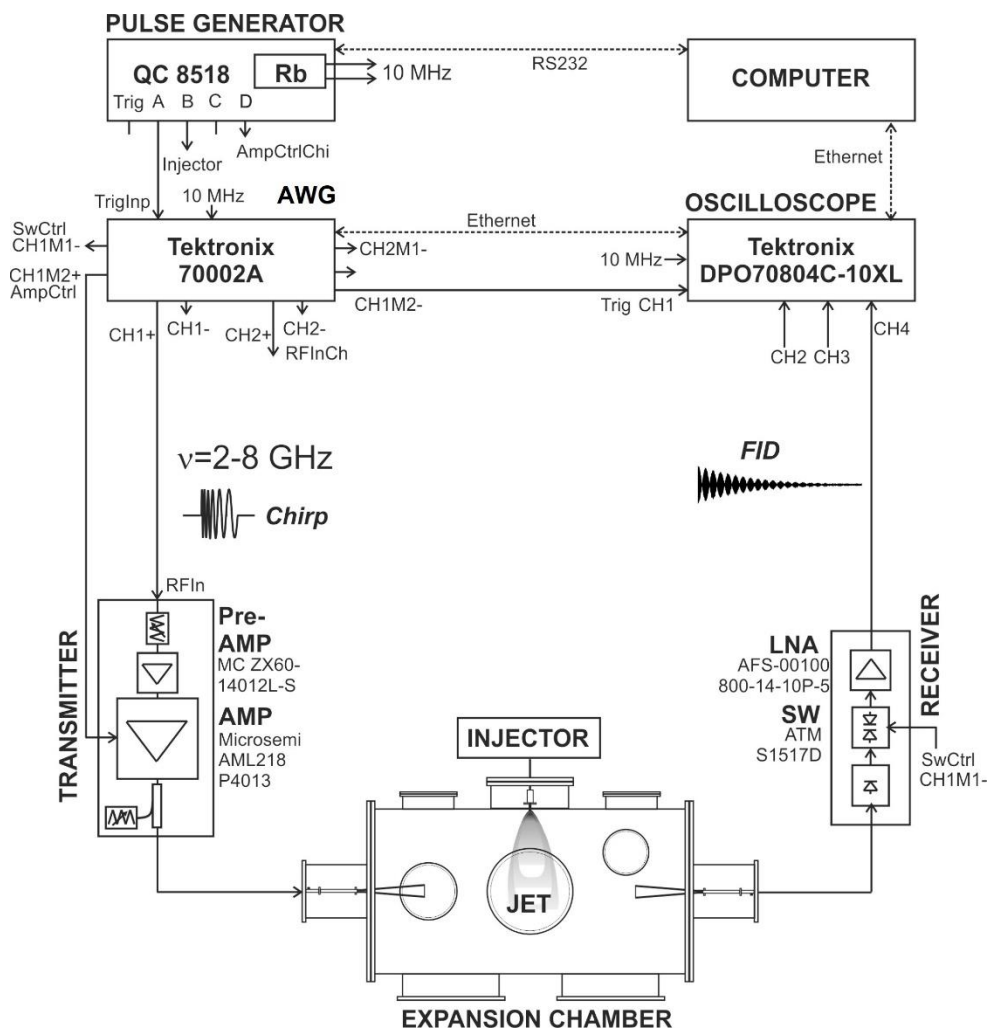 PULSE GENERATOR
QC 8518
Rb
10 MHz
Trig A B C D
Injector
AmpCtrlChi
RS232
COMPUTER
Ethernet
TrigInp
10 MHz
AWG
SwCtrl
CH1M1-
CH1M2+
AmpCtrl
Tektronix
70002A
Ethernet
CH2M1-
CH1M2-
OSCILLOSCOPE
10 MHz
Tektronix
DPO70804C-10XL
Trig CH1
CH1+
CH1-
CH2+
CH2-
RFInCh
CH2
CH3
CH4
ν=2-8 GHz
Chirp
FID
RFIn
TRANSMITTER
Pre-
AMP
MC ZX60-
14012L-S
AMP
Microsemi
AML218
P4013
INJECTOR
JET
EXPANSION CHAMBER
LNA
AFS-00100
800-14-10P-5
SW
ATM
S1517D
RECEIVER
SwCtrl
CH1M1-